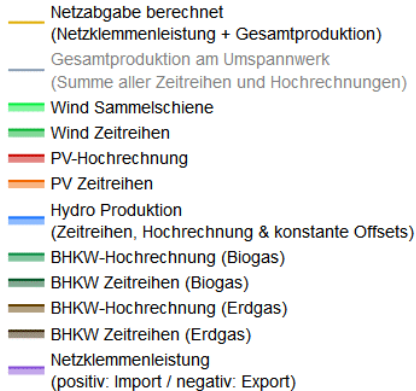 Netzabgabe berechnet
(Netzklemmenleistung + Gesamtproduktion)
Gesamtproduktion am Umspannwerk
(Summe aller Zeitreihen und Hochrechnungen)
Wind Sammelschiene
Wind Zeitreihen
PV-Hochrechnung
PV Zeitreihen
Hydro Produktion
(Zeitreihen, Hochrechnung & konstante Offsets)
BHKW-Hochrechnung (Biogas)
BHKW Zeitreihen (Biogas)
BHKW-Hochrechnung (Erdgas)
BHKW Zeitreihen (Erdgas)
Netzklemmenleistung
(positiv: Import / negativ: Export)